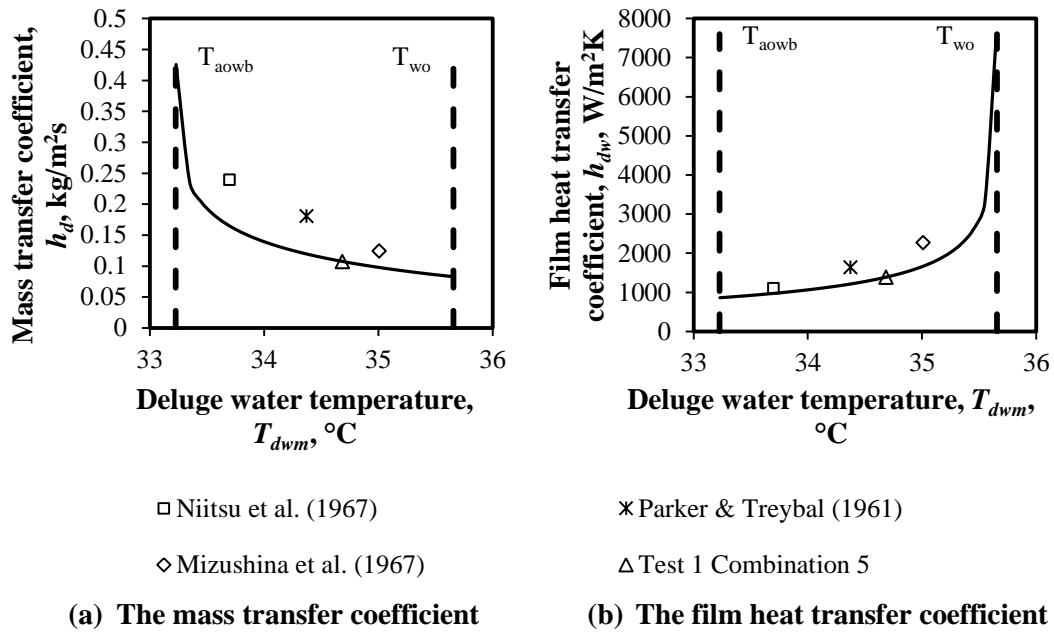 Mass transfer coefficient,
h_d, kg/m²s
0.5
0.45
0.4
0.35
0.3
0.25
0.2
0.15
0.1
0.05
0
T_aowb
T_wo
33
34
35
36
Deluge water temperature,
T_dwm, °C
Film heat transfer
coefficient, h_dw, W/m²K
8000
7000
6000
5000
4000
3000
2000
1000
0
T_aowb
T_wo
33
34
35
36
Deluge water temperature, T_dwm,
°C
Niitsu et al. (1967)
Parker & Treybal (1961)
Mizushina et al. (1967)
Test 1 Combination 5
(a) The mass transfer coefficient
(b) The film heat transfer coefficient